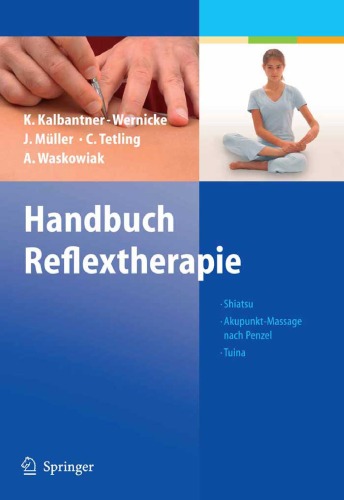 K. Kalbantner-Wernicke
J. Müller · C. Tetling
A. Waskowiak
Handbuch
Reflextherapie
· Shiatsu
· Akupunkt-Massage
nach Penzel
· Tuina
Springer